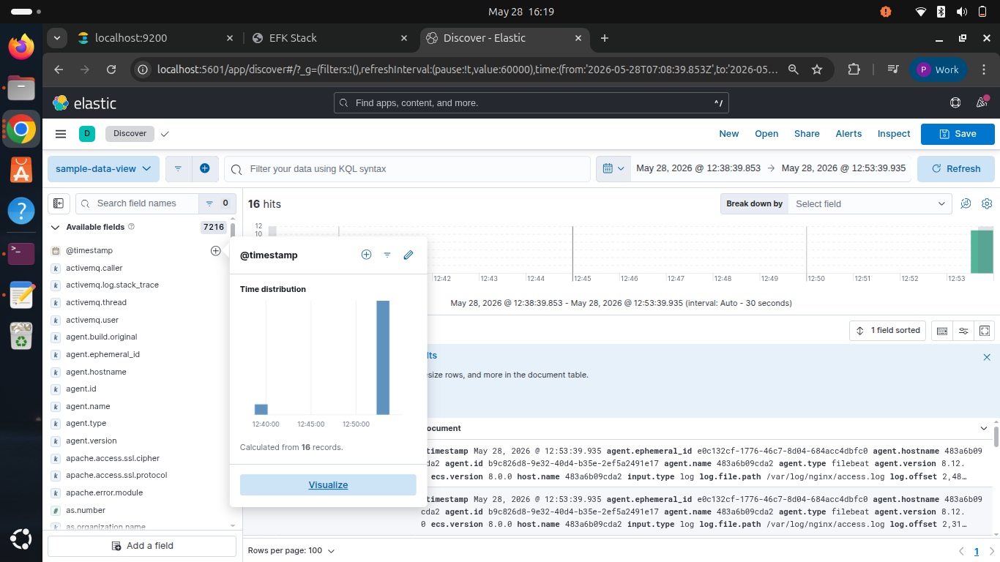 May 28 16:19
localhost:9200
EFK Stack
Discover - Elastic
localhost:5601/app/discover#/?_g=(filters:!(),refreshInterval:(pause:!t,value:60000),time:(from:'2026-05-28T07:08:39.853Z',to:'2026-05...
P Work
elastic
Find apps, content, and more.
^/
D
Discover
New
Open
Share
Alerts
Inspect
Save
sample-data-view
Filter your data using KQL syntax
May 28, 2026 @ 12:38:39.853 → May 28, 2026 @ 12:53:39.935
Refresh
Search field names
0
Available fields
7216
@timestamp
activemq.caller
activemq.log.stack_trace
activemq.thread
activemq.user
agent.build.original
agent.ephemeral_id
agent.hostname
agent.id
agent.name
agent.type
agent.version
apache.access.ssl.cipher
apache.access.ssl.protocol
apache.error.module
as.number
as.organization.name
Add a field
@timestamp
Time distribution
12:40:00 12:45:00 12:50:00
Calculated from 16 records.
Visualize
16 hits
Break down by
Select field
12
10
12:42 12:43 12:44 12:45 12:46 12:47 12:48 12:49 12:50 12:51 12:52 12:53
May 28, 2026 @ 12:38:39.853 - May 28, 2026 @ 12:53:39.935 (interval: Auto - 30 seconds)
1 field sorted
lts
size rows, and more in the document table.
ocument
timestamp May 28, 2026 @ 12:53:39.935 agent.ephemeral_id e0c132cf-1776-46c7-8d04-684acc4dbfc0 agent.hostname 483a6b09
cda2 agent.id b9c826d8-9e32-40d4-b35e-2ef5a2491e17 agent.name 483a6b09cda2 agent.type filebeat agent.version 8.12.
ecs.version 8.0.0 host.name 483a6b09cda2 input.type log log.file.path /var/log/nginx/access.log log.offset 2,48…
timestamp May 28, 2026 @ 12:53:39.935 agent.ephemeral_id e0c132cf-1776-46c7-8d04-684acc4dbfc0 agent.hostname 483a6b09
cda2 agent.id b9c826d8-9e32-40d4-b35e-2ef5a2491e17 agent.name 483a6b09cda2 agent.type filebeat agent.version 8.12.
0 ecs.version 8.0.0 host.name 483a6b09cda2 input.type log log.file.path /var/log/nginx/access.log log.offset 2,31…
Rows per page: 100
1